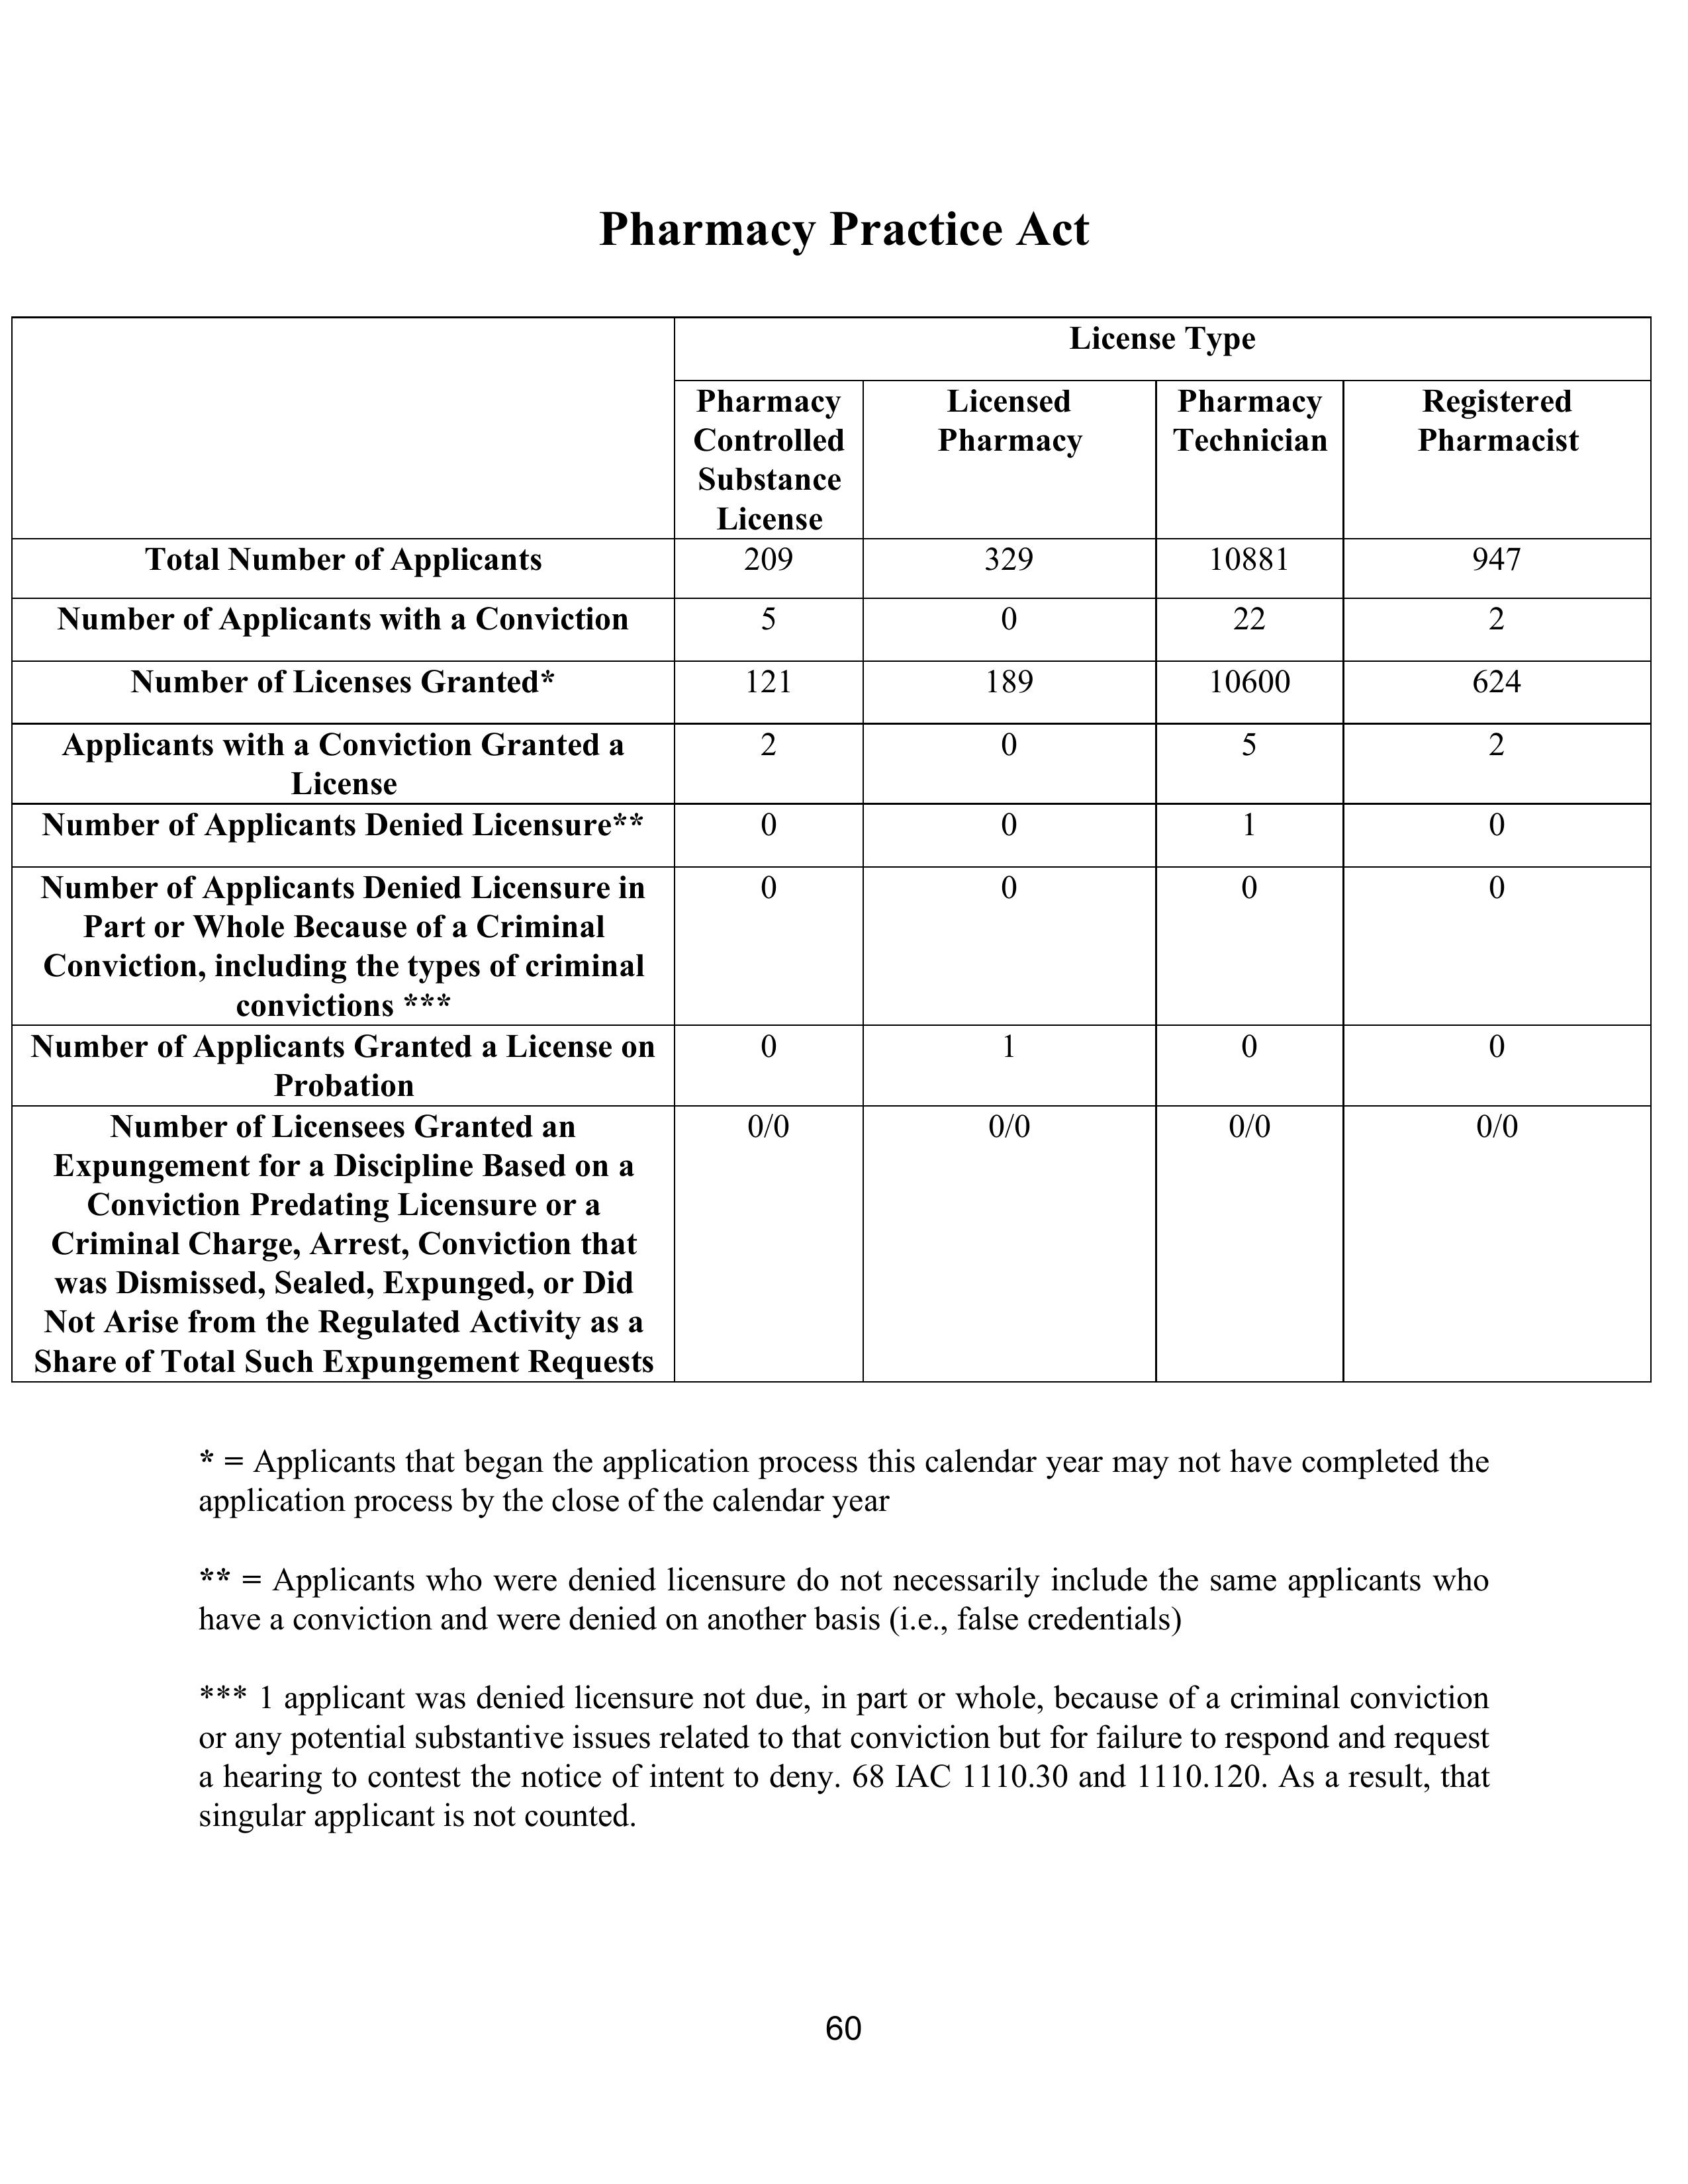 Pharmacy Practice Act
License Type
Pharmacy
Controlled
Substance
License
Licensed
Pharmacy
Pharmacy
Technician
Registered
Pharmacist
Total Number of Applicants 209 329 10881 947
Number of Applicants with a Conviction 5 0 22 2
Number of Licenses Granted* 121 189 10600 624
Applicants with a Conviction Granted a
License
2 0 5 2
Number of Applicants Denied Licensure** 0 0 1 0
Number of Applicants Denied Licensure in
Part or Whole Because of a Criminal
Conviction, including the types of criminal
convictions ***
0 0 0 0
Number of Applicants Granted a License on
Probation
0 1 0 0
Number of Licensees Granted an
Expungement for a Discipline Based on a
Conviction Predating Licensure or a
Criminal Charge, Arrest, Conviction that
was Dismissed, Sealed, Expunged, or Did
Not Arise from the Regulated Activity as a
Share of Total Such Expungement Requests
0/0 0/0 0/0 0/0
* = Applicants that began the application process this calendar year may not have completed the
application process by the close of the calendar year
** = Applicants who were denied licensure do not necessarily include the same applicants who
have a conviction and were denied on another basis (i.e., false credentials)
*** 1 applicant was denied licensure not due, in part or whole, because of a criminal conviction
or any potential substantive issues related to that conviction but for failure to respond and request
a hearing to contest the notice of intent to deny. 68 IAC 1110.30 and 1110.120. As a result, that
singular applicant is not counted.
60